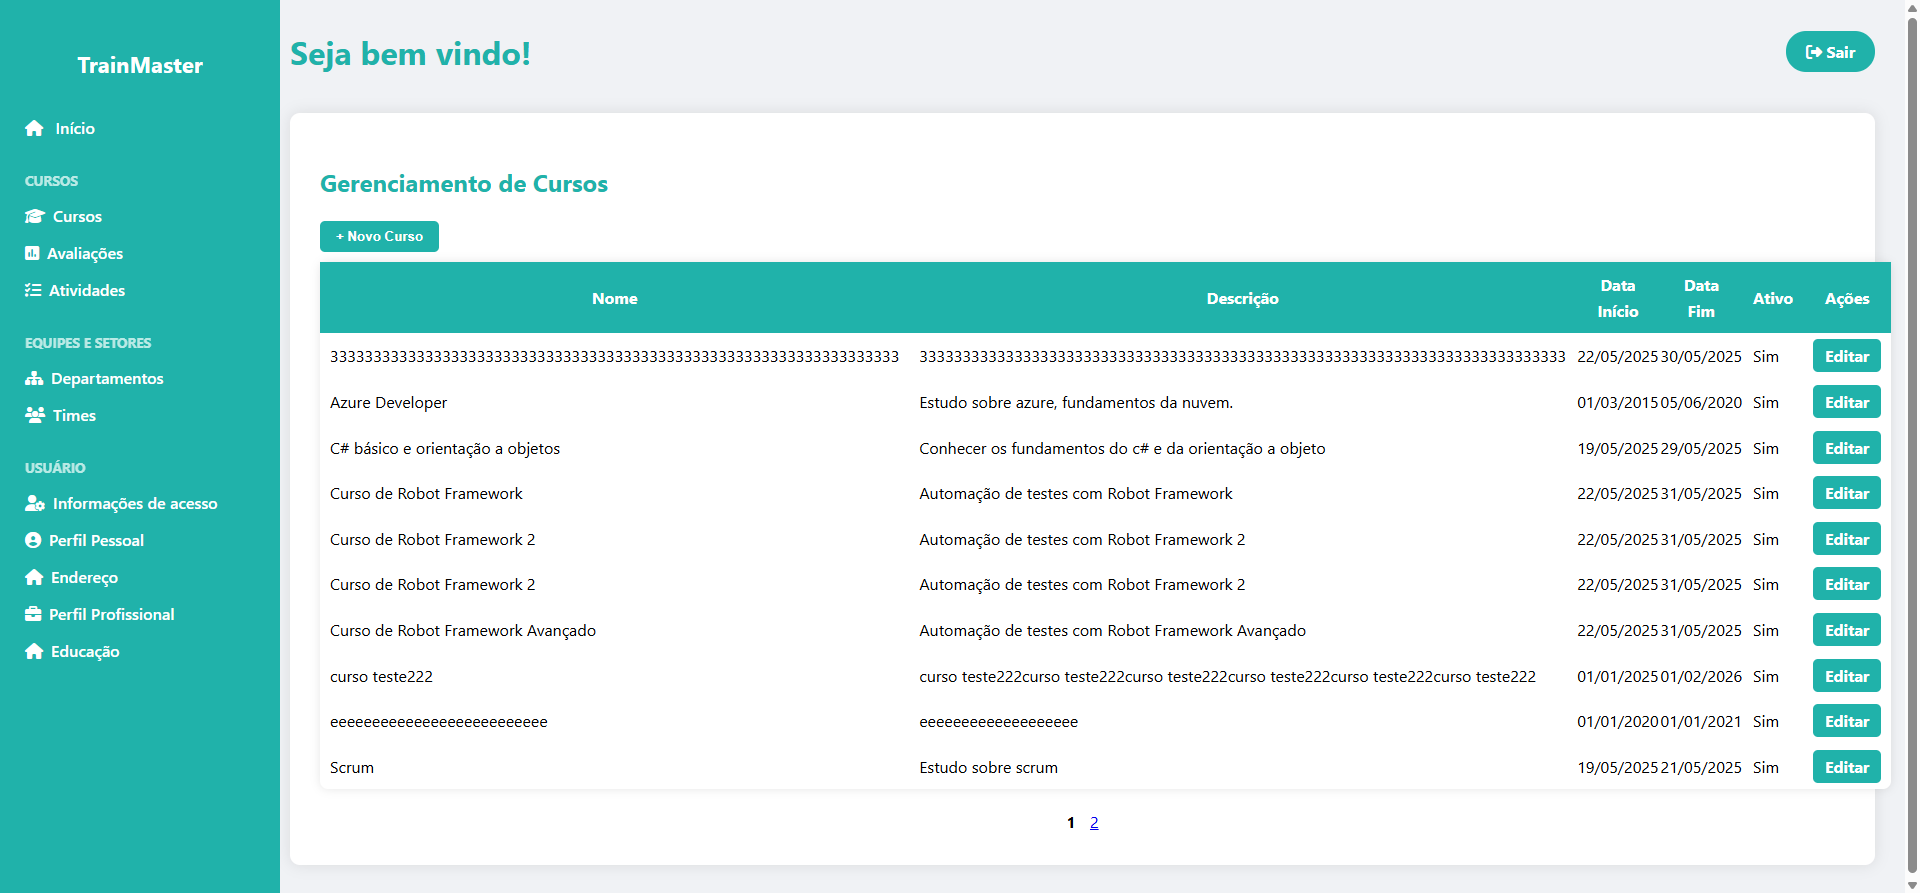 TrainMaster
Início
CURSOS
Cursos
Avaliações
Atividades
EQUIPES E SETORES
Departamentos
Times
USUÁRIO
Informações de acesso
Perfil Pessoal
Endereço
Perfil Profissional
Educação
Seja bem vindo!
Sair
Gerenciamento de Cursos
+ Novo Curso
Nome Descrição Data Início Data Fim Ativo Ações
333333333333333333333333333333333333333333333333333333333333333333 333333333333333333333333333333333333333333333333333333333333333333333333333 22/05/2025 30/05/2025 Sim Editar
Azure Developer Estudo sobre azure, fundamentos da nuvem. 01/03/2015 05/06/2020 Sim Editar
C# básico e orientação a objetos Conhecer os fundamentos do c# e da orientação a objeto 19/05/2025 29/05/2025 Sim Editar
Curso de Robot Framework Automação de testes com Robot Framework 22/05/2025 31/05/2025 Sim Editar
Curso de Robot Framework 2 Automação de testes com Robot Framework 2 22/05/2025 31/05/2025 Sim Editar
Curso de Robot Framework 2 Automação de testes com Robot Framework 2 22/05/2025 31/05/2025 Sim Editar
Curso de Robot Framework Avançado Automação de testes com Robot Framework Avançado 22/05/2025 31/05/2025 Sim Editar
curso teste222 curso teste222curso teste222curso teste222curso teste222curso teste222curso teste222 01/01/2025 01/02/2026 Sim Editar
eeeeeeeeeeeeeeeeeeeeeeeeee eeeeeeeeeeeeeeeeeee 01/01/2020 01/01/2021 Sim Editar
Scrum Estudo sobre scrum 19/05/2025 21/05/2025 Sim Editar
1 2